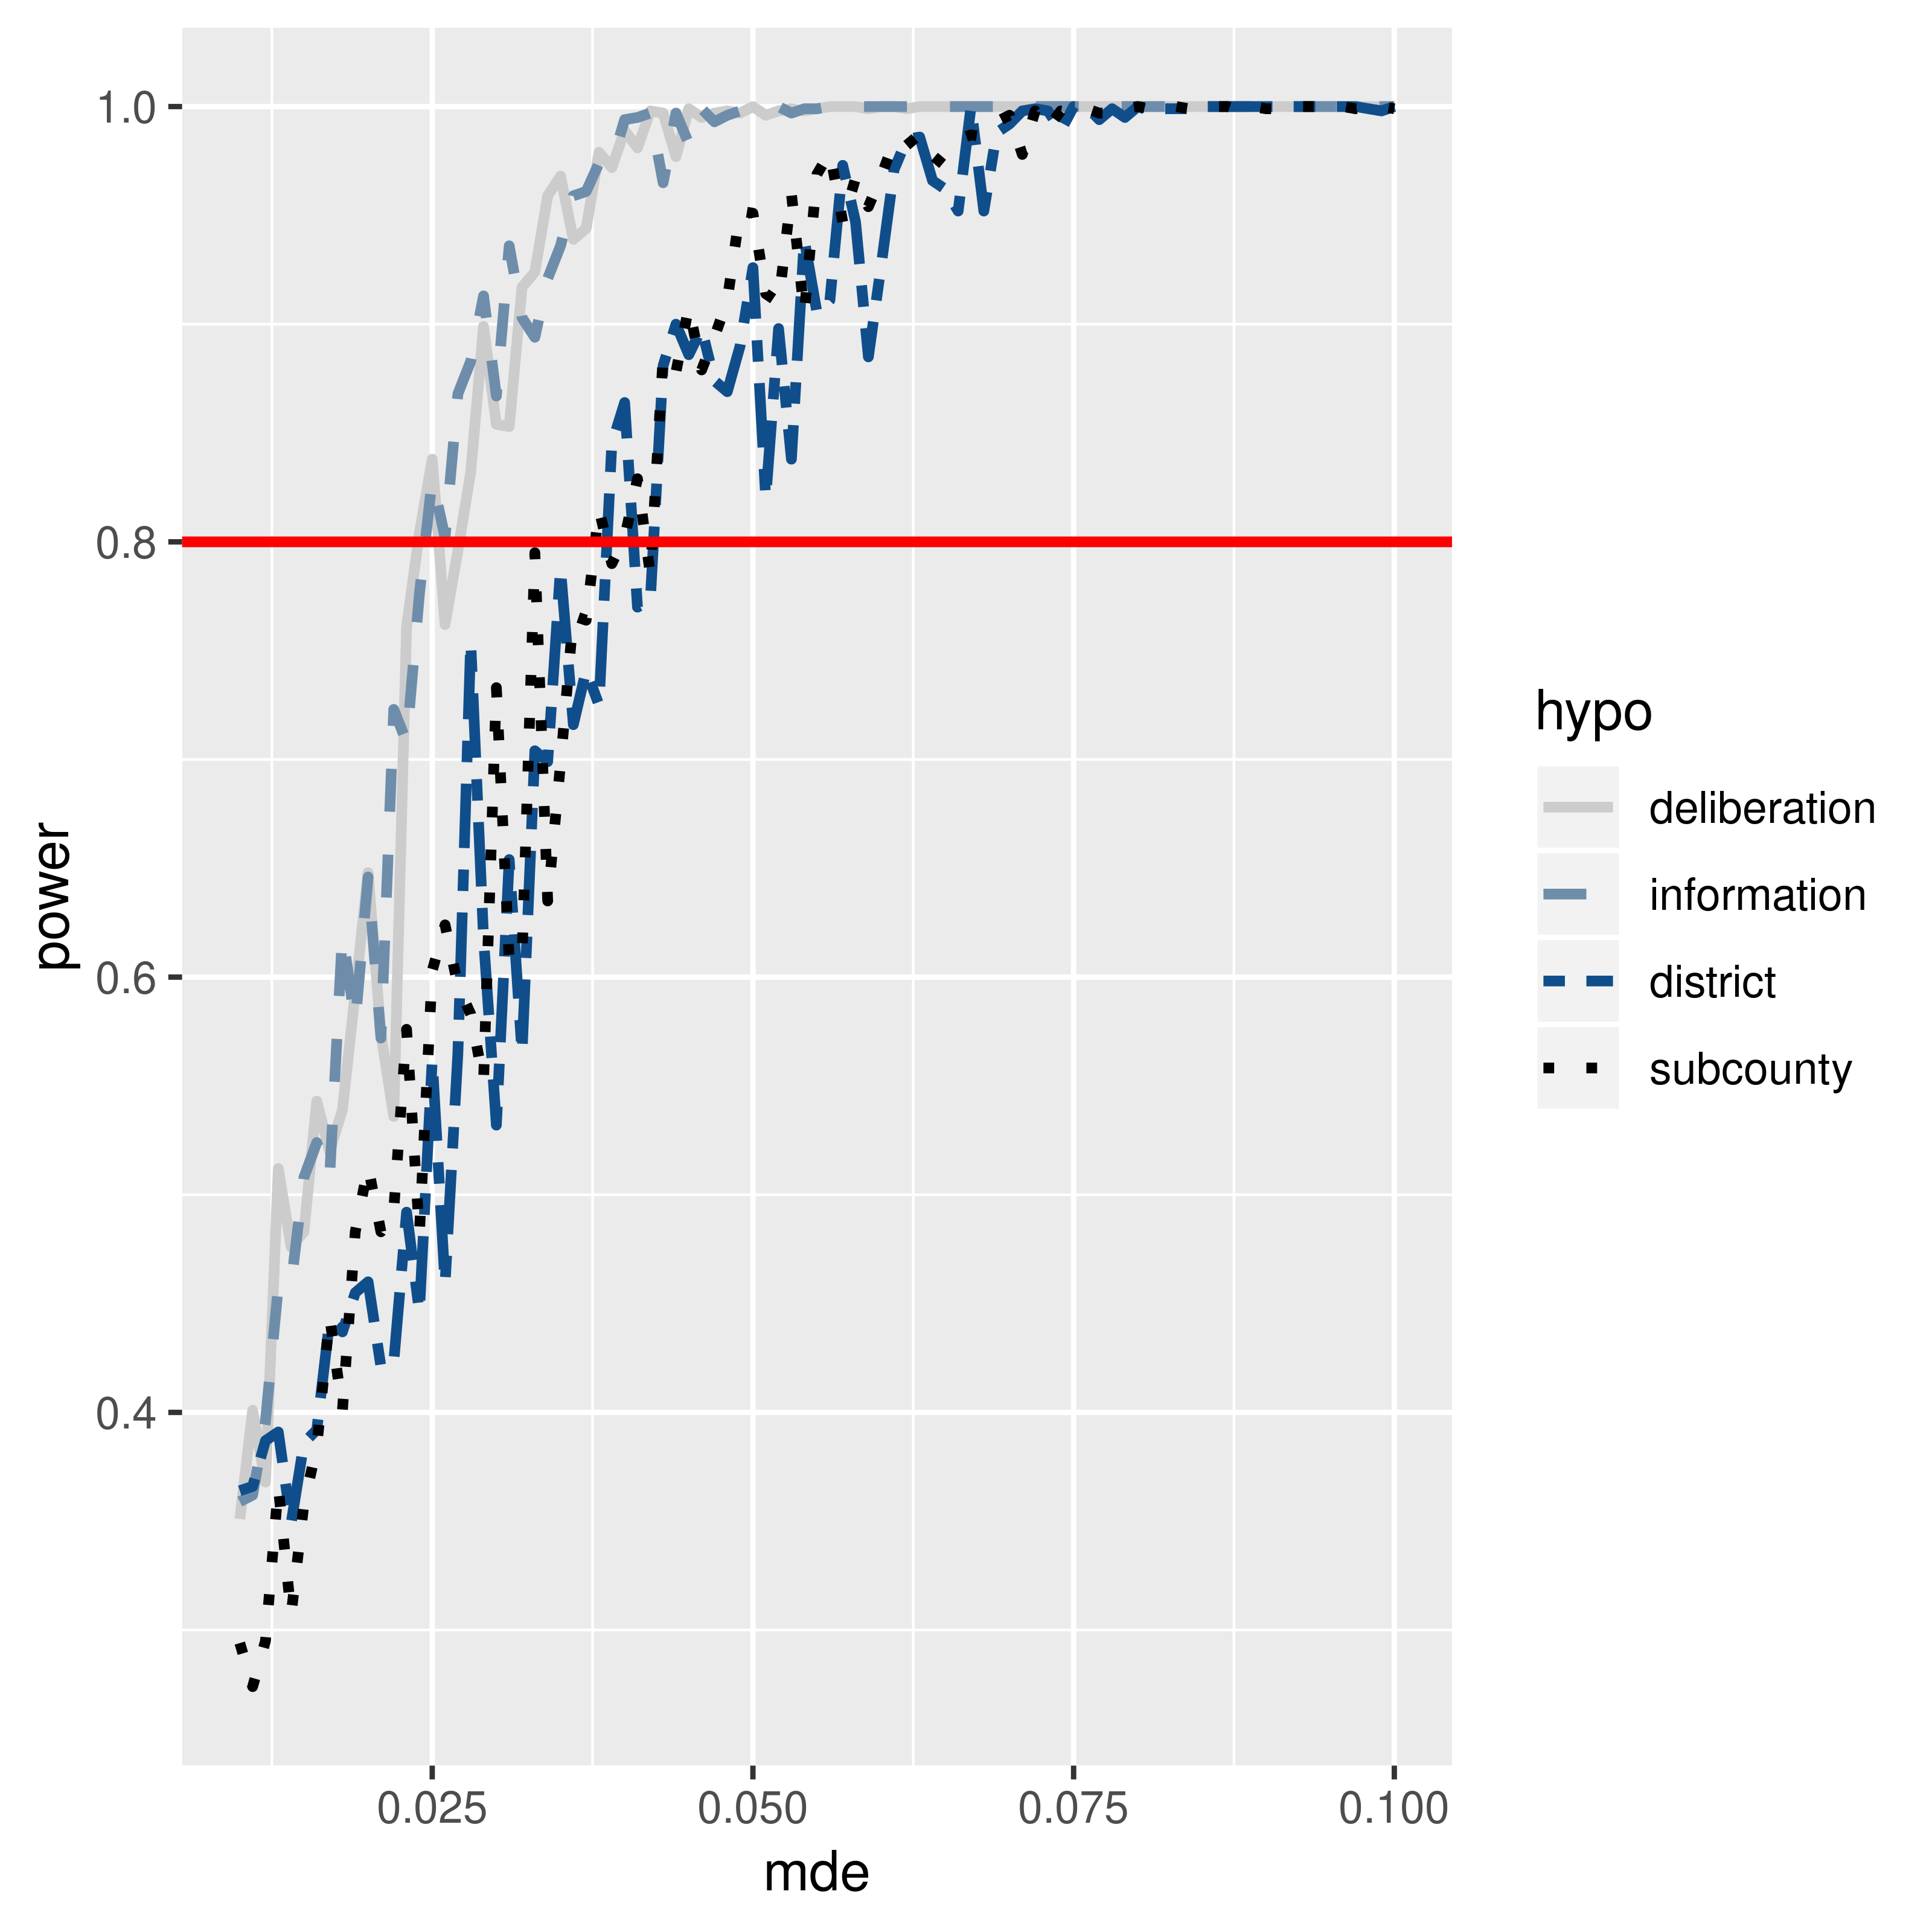 1.0
0.8
0.6
0.4
power
0.025
0.050
0.075
0.100
mde
hypo
deliberation
information
district
subcounty